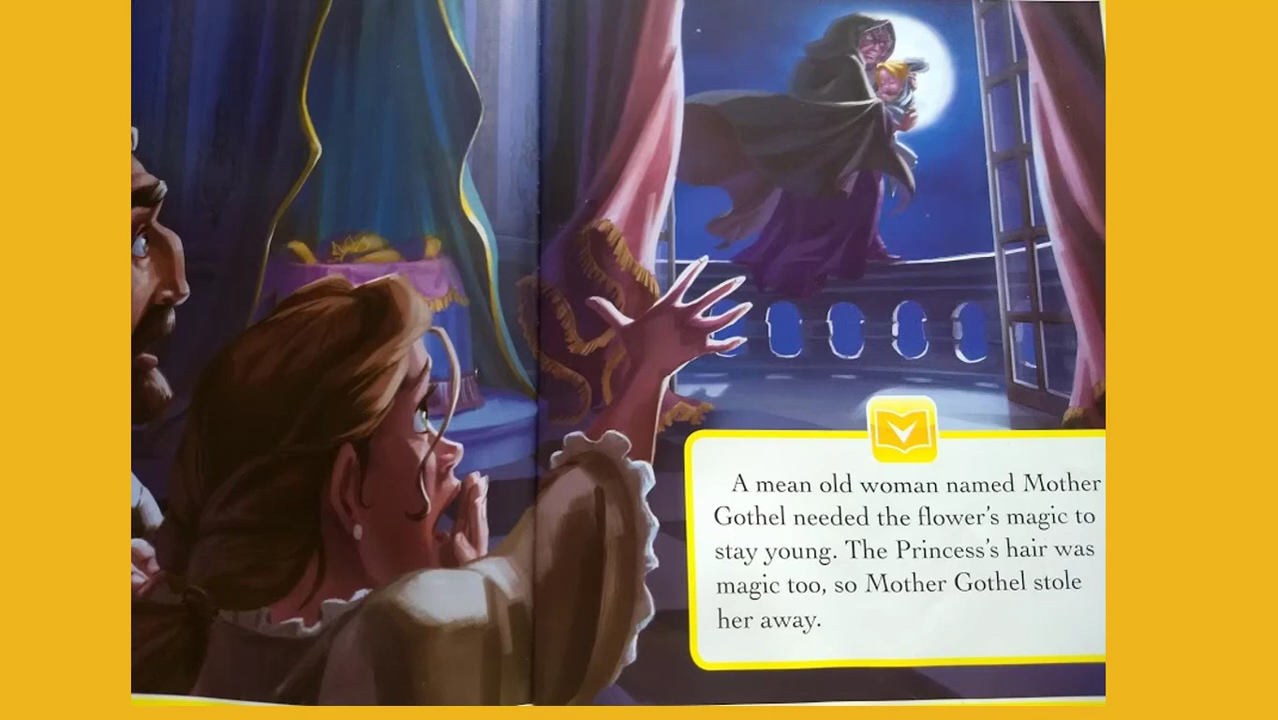 A mean old woman named Mother
Gothel needed the flower's magic to
stay young. The Princess's hair was
magic too, so Mother Gothel stole
her away.